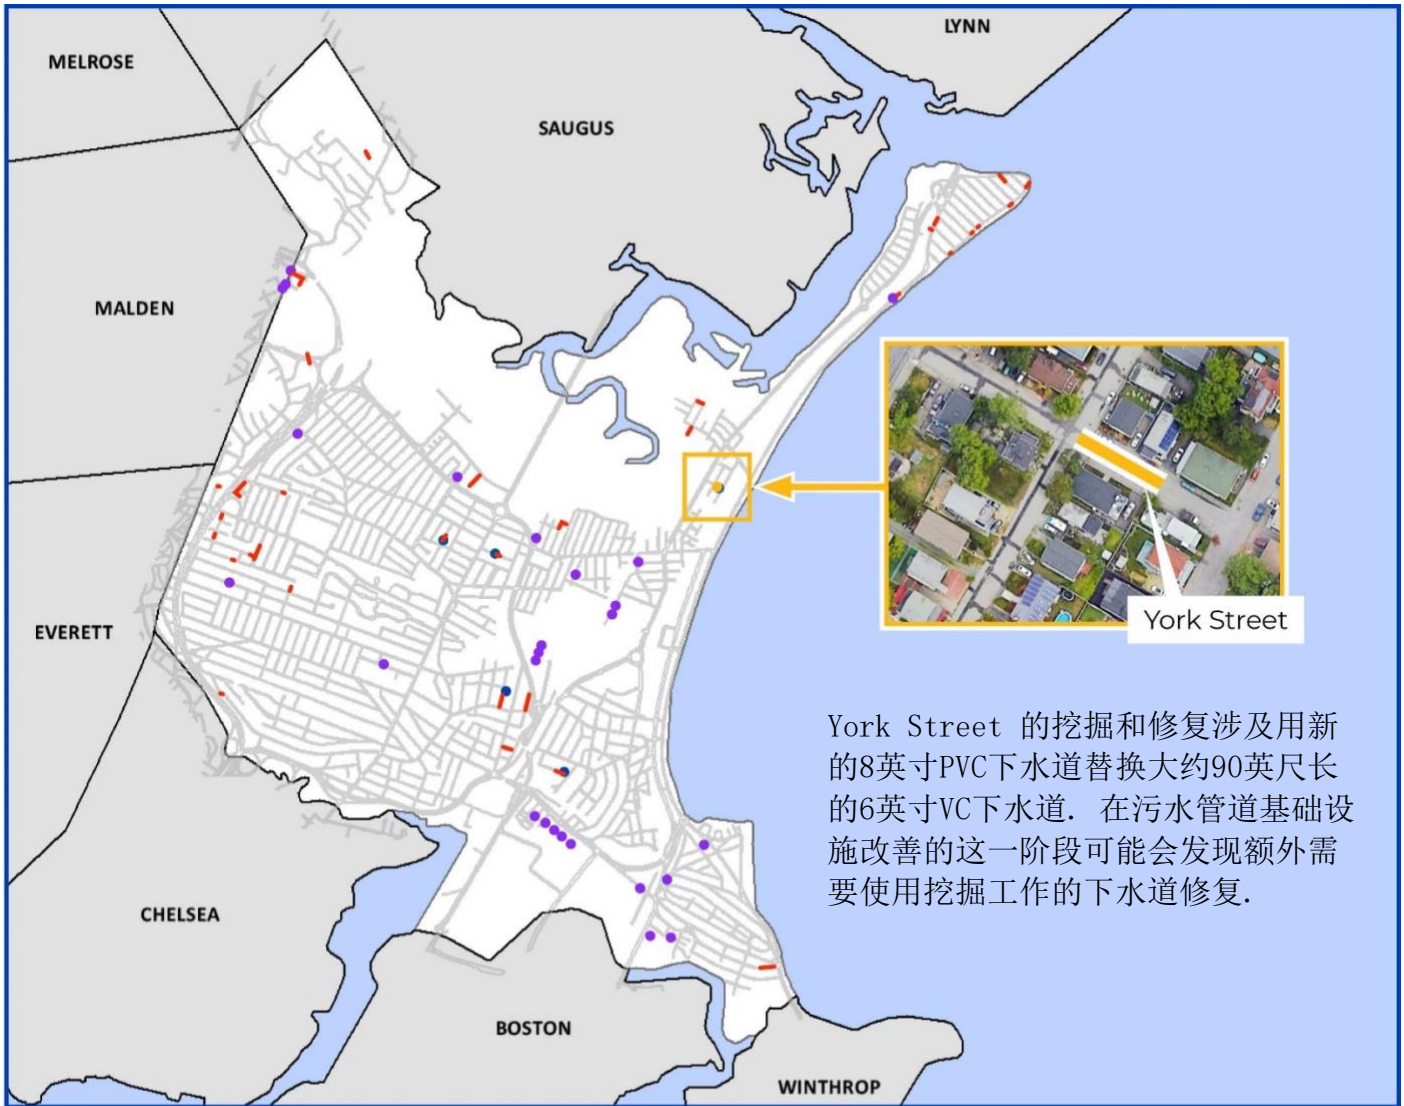 LYNN
MELROSE
SAUGUS
MALDEN
EVERETT
York Street
York Street 的挖掘和修复涉及用新
的8英寸PVC下水道替换大约90英尺长
的6英寸VC下水道. 在污水管道基础设
施改善的这一阶段可能会发现额外需
要使用挖掘工作的下水道修复.
CHELSEA
BOSTON
WINTHROP